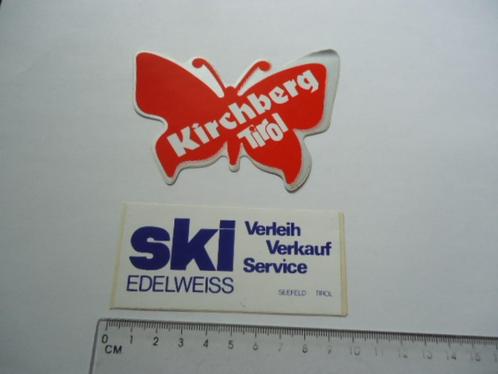 Kirchberg
Tirol
ski
Verleih
Verkauf
Service
EDELWEISS
SEEFELD TIROL
0 1 2 3 4 5 6 7 8 9 10 11 12 13 14 15 16
CM